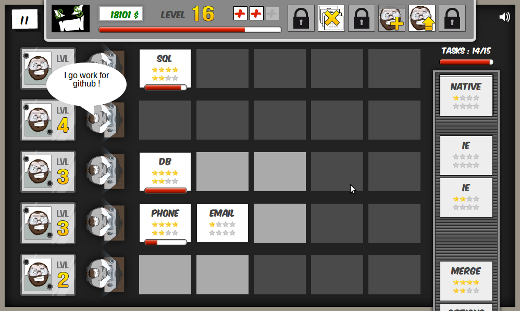 18101 $
LEVEL 16
TASKS : 14/15
LVL
I go work for
github !
SQL
NATIVE
LVL
4
IE
LVL
3
DB
IE
LVL
3
PHONE
EMAIL
LVL
2
MERGE